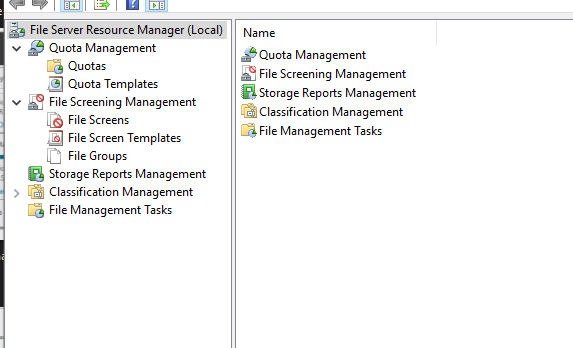 File Server Resource Manager (Local)
Quota Management
Quotas
Quota Templates
File Screening Management
File Screens
File Screen Templates
File Groups
Storage Reports Management
Classification Management
File Management Tasks
Name
Quota Management
File Screening Management
Storage Reports Management
Classification Management
File Management Tasks